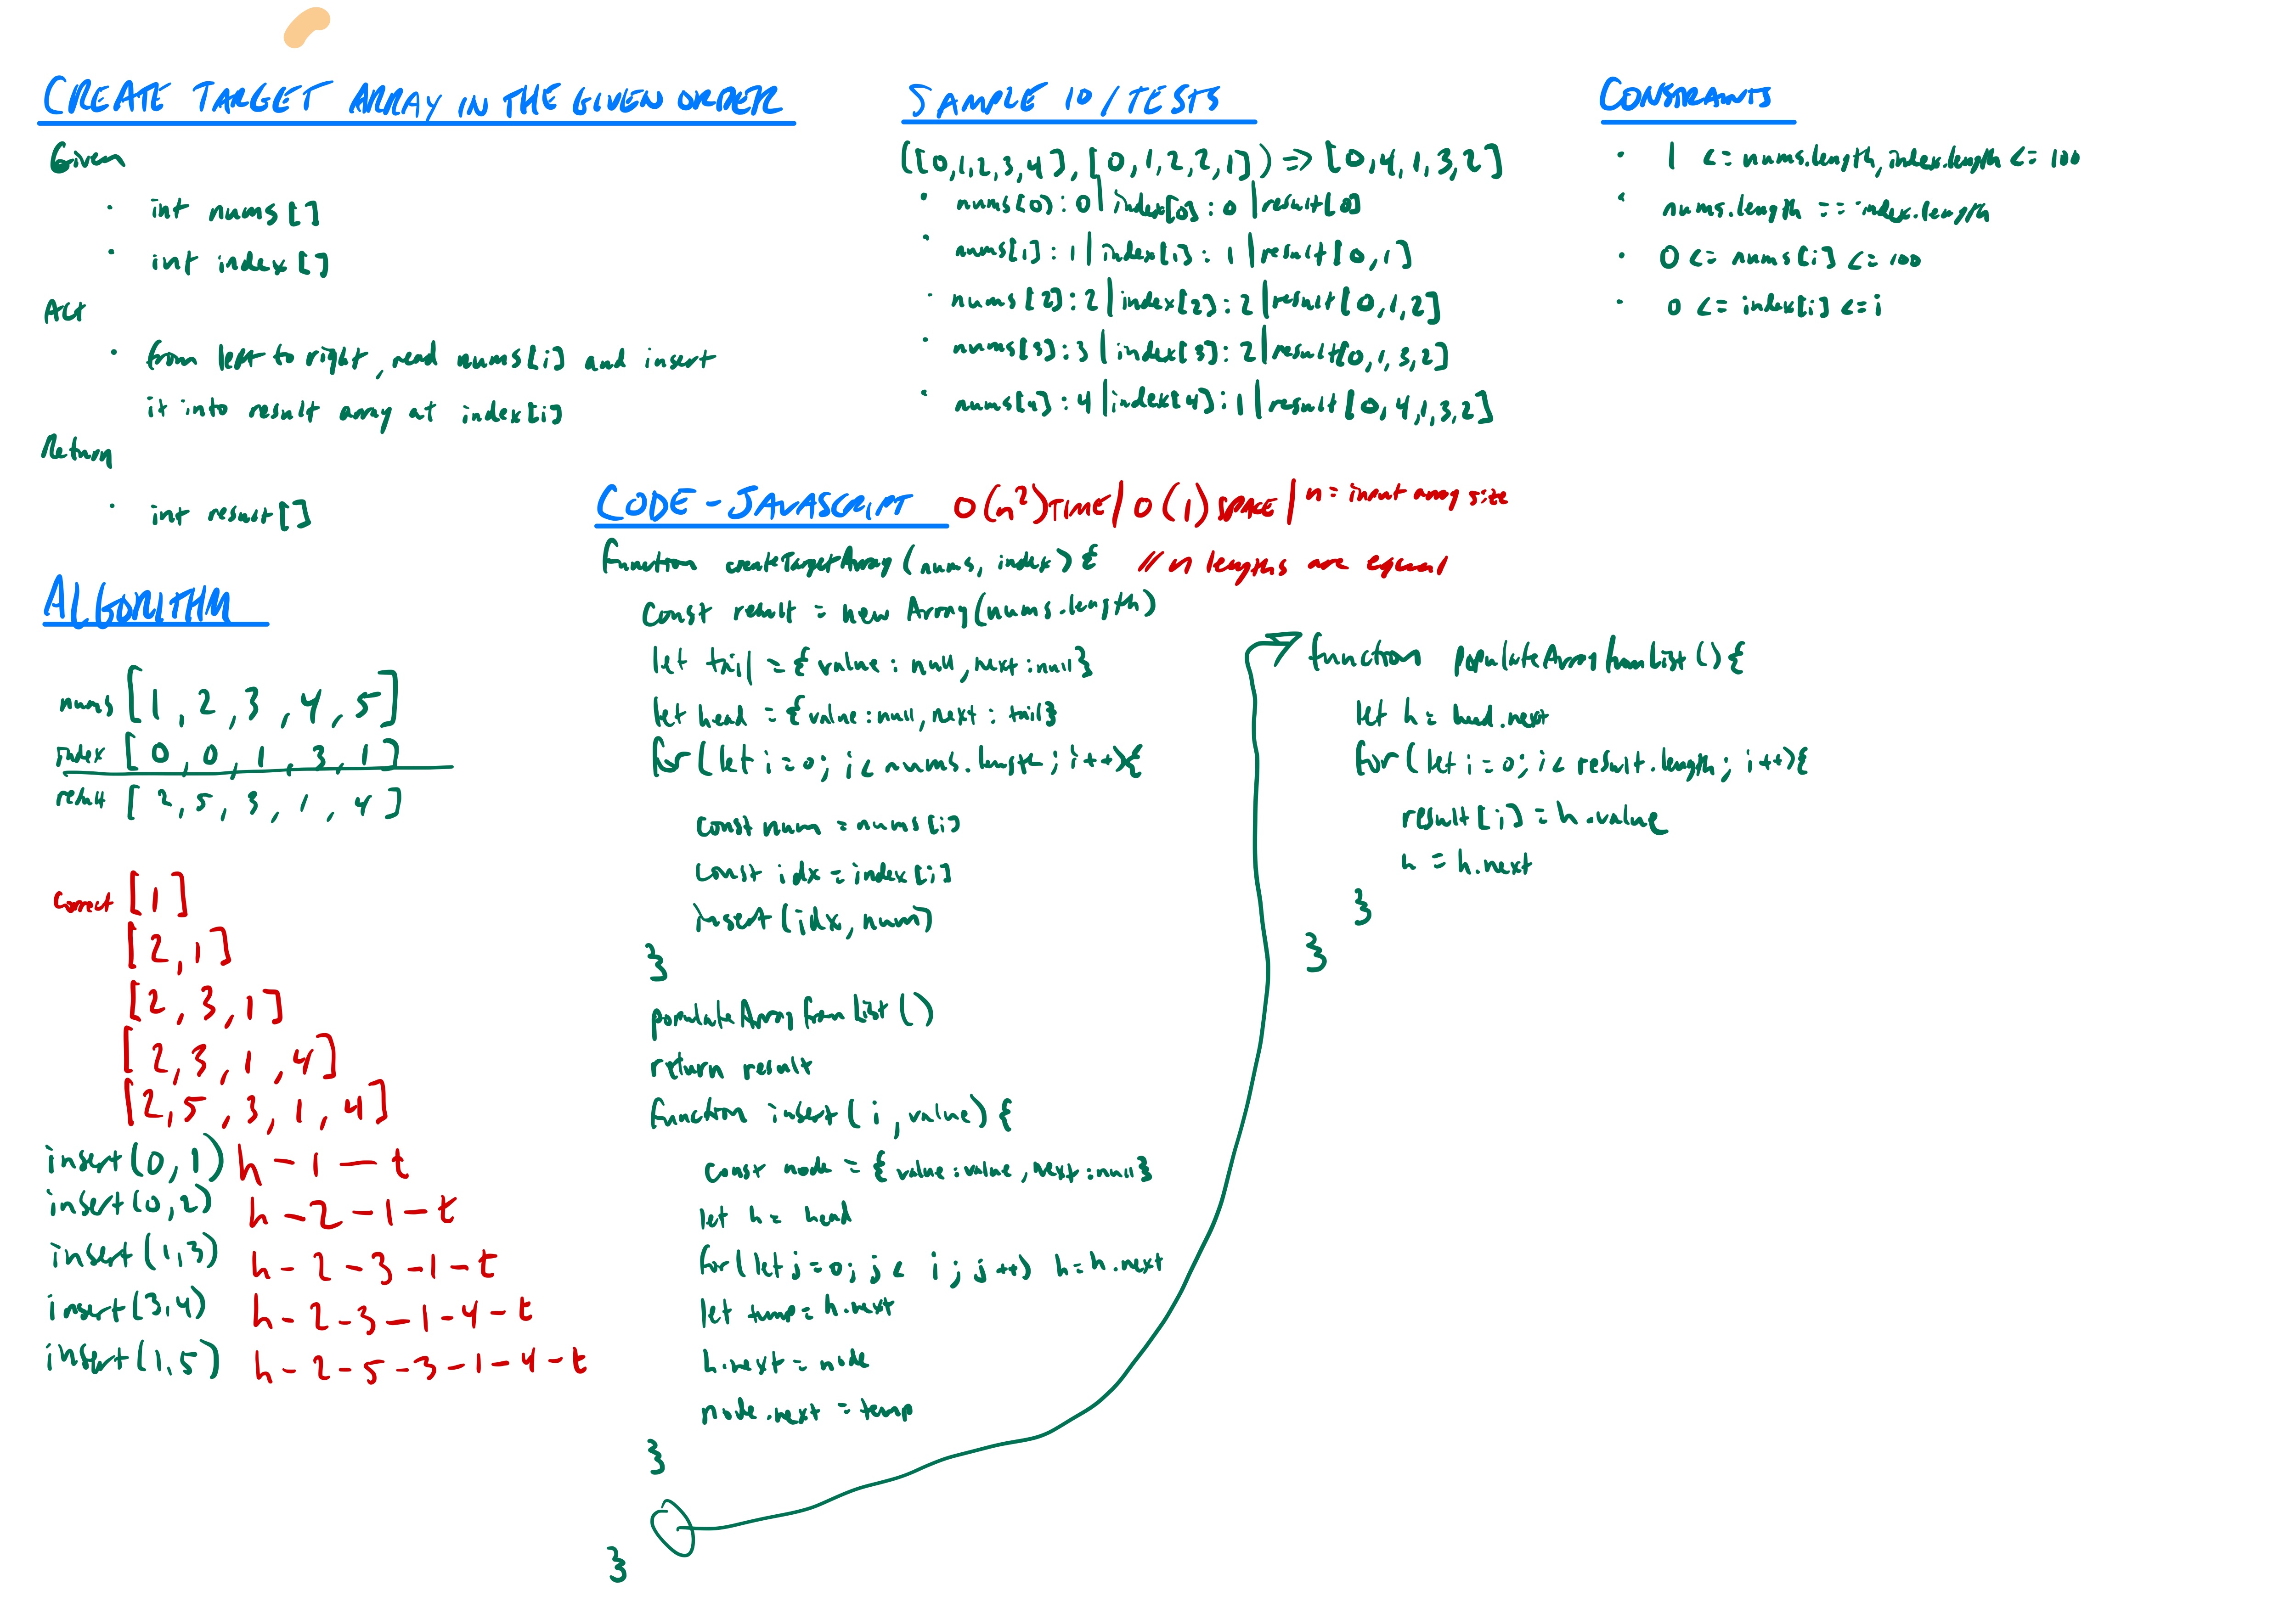 CREATE TARGET ARRAY IN THE GIVEN ORDER
Given
· int nums[]
· int index[]
Act
· from left to right, read nums[i] and insert
it into result array at index[i]
Return
· int result[]
SAMPLE IO/TESTS
([0,1,2,3,4],[0,1,2,2,1]) => [0,4,1,3,2]
· nums[0]:0|index[0]:0|result[0]
· nums[1]:1|index[1]:1|result[0,1]
· nums[2]:2|index[2]:2|result[0,1,2]
· nums[3]:3|index[3]:2|result[0,1,3,2]
· nums[4]:4|index[4]:1|result[0,4,1,3,2]
CONSTRAINTS
· 1 <= nums.length, index.length <= 100
· nums.length == index.length
· 0 <= nums[i] <= 100
· 0 <= index[i] <= i
ALGORITHM
nums [1,2,3,4,5]
index [0,0,1,3,1]
result [2,5,3,1,4]
correct [1]
[2,1]
[2,3,1]
[2,3,1,4]
[2,5,3,1,4]
insert(0,1) h-1-t
insert(0,2) h-2-1-t
insert(1,3) h-2-3-1-t
insert(3,4) h-2-3-1-4-t
insert(1,5) h-2-5-3-1-4-t
CODE - JAVASCRIPT O(n²) TIME/O(1) SPACE/n = input array size
function createTargetArray(nums, index){ // n lengths are equal
const result = new Array(nums.length)
let tail = {value: null, next: null}
let head = {value: null, next: tail}
for(let i=0; i< nums.length; i++){
const num = nums[i]
const idx = index[i]
insert(idx, num)
}
populateArrayFromList()
return result
function insert(i, value){
const node = {value: value, next: null}
let h = head
for(let j=0; j< i; j++) h=h.next
let temp = h.next
h.next = node
node.next = temp
}
}
function populateArrayFromList(){
let h = head.next
for(let i=0; i< result.length; i++){
result[i] = h.value
h = h.next
}
}